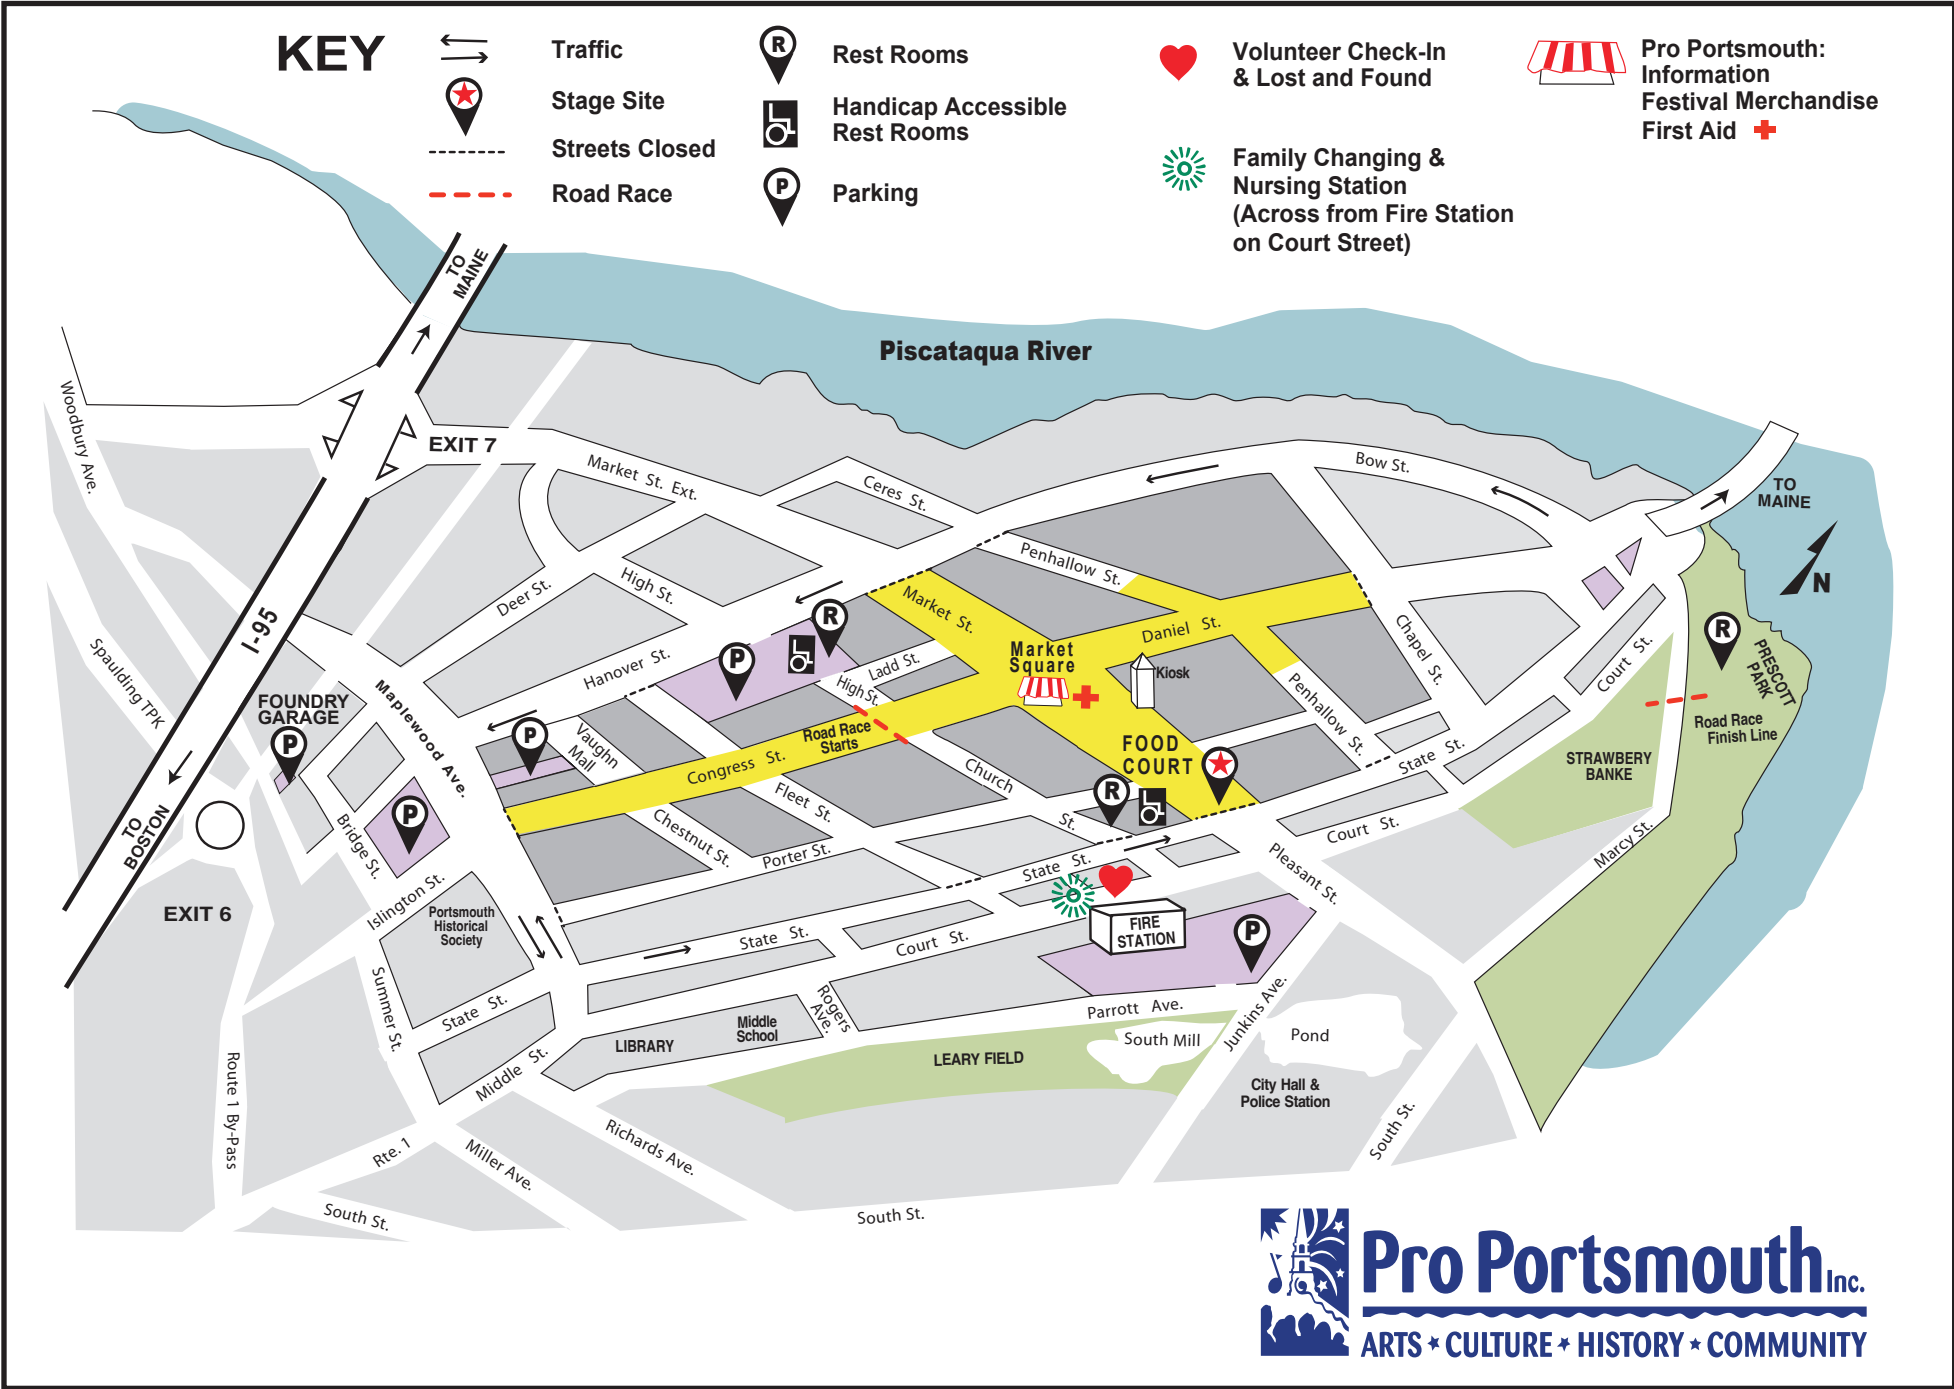 KEY
Traffic
Stage Site
Streets Closed
Road Race
R
Rest Rooms
Handicap Accessible
Rest Rooms
P
Parking
Volunteer Check-In
& Lost and Found
Family Changing &
Nursing Station
(Across from Fire Station
on Court Street)
Pro Portsmouth:
Information
Festival Merchandise
First Aid
TO
MAINE
Piscataqua River
Woodbury Ave.
EXIT 7
Market St. Ext.
Ceres St.
Bow St.
TO
MAINE
N
Penhallow St.
Deer St.
High St.
Market St.
Daniel St.
Chapel St.
Court St.
R
PRESCOTT
PARK
I-95
Spaulding TPK
Hanover St.
P
R
Ladd St.
High St.
Market
Square
Kiosk
Penhallow St.
FOUNDRY
GARAGE
P
Maplewood Ave.
P
Vaughn
Mall
Congress St.
Road Race
Starts
Road Race
Finish Line
STRAWBERY
BANKE
FOOD
COURT
State St.
Church
St.
Fleet St.
Chestnut St.
Porter St.
R
TO
BOSTON
Bridge St.
P
Islington St.
EXIT 6
Portsmouth
Historical
Society
State St.
Court St.
Pleasant St.
Marcy St.
FIRE
STATION
P
State St.
Court St.
Summer St.
State St.
Rogers
Ave.
Parrott Ave.
Junkins Ave.
LIBRARY
Middle
School
LEARY FIELD
South Mill
Pond
City Hall &
Police Station
Route 1 By-Pass
Middle St.
Rte. 1
Miller Ave.
Richards Ave.
South St.
South St.
South St.
Pro Portsmouth Inc.
ARTS ★ CULTURE ★ HISTORY ★ COMMUNITY